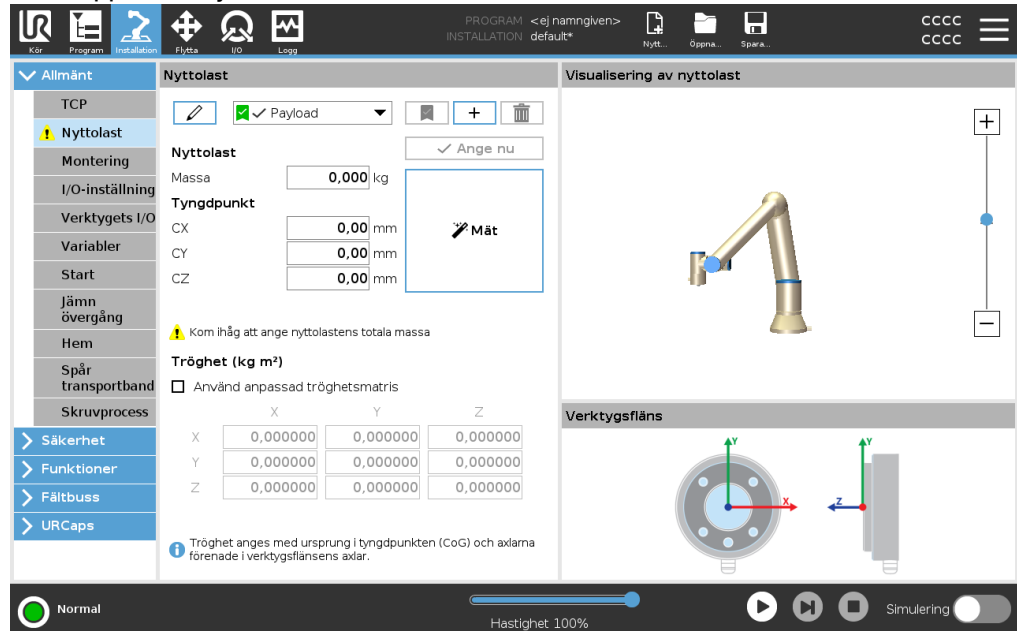 UR
Kör
Program
Installation
Flytta
I/O
Logg
PROGRAM <ej namngiven>
INSTALLATION default*
Nytt...
Öppna...
Spara...
cccc
cccc
Allmänt
TCP
Nyttolast
Montering
I/O-inställning
Verktygets I/O
Variabler
Start
Jämn
övergång
Hem
Spår
transportband
Skruvprocess
Säkerhet
Funktioner
Fältbuss
URCaps
Nyttolast
Payload
Ange nu
Nyttolast
Massa 0,000 kg
Tyngdpunkt
CX 0,00 mm
CY 0,00 mm
CZ 0,00 mm
Mät
Kom ihåg att ange nyttolastens totala massa
Tröghet (kg m²)
Använd anpassad tröghetsmatris
X Y Z
X 0,000000 0,000000 0,000000
Y 0,000000 0,000000 0,000000
Z 0,000000 0,000000 0,000000
Tröghet anges med ursprung i tyngdpunkten (CoG) och axlarna
förenade i verktygsflänsens axlar.
Visualisering av nyttolast
Verktygsfläns
Y
X
Y
Z
Normal
Hastighet 100%
Simulering